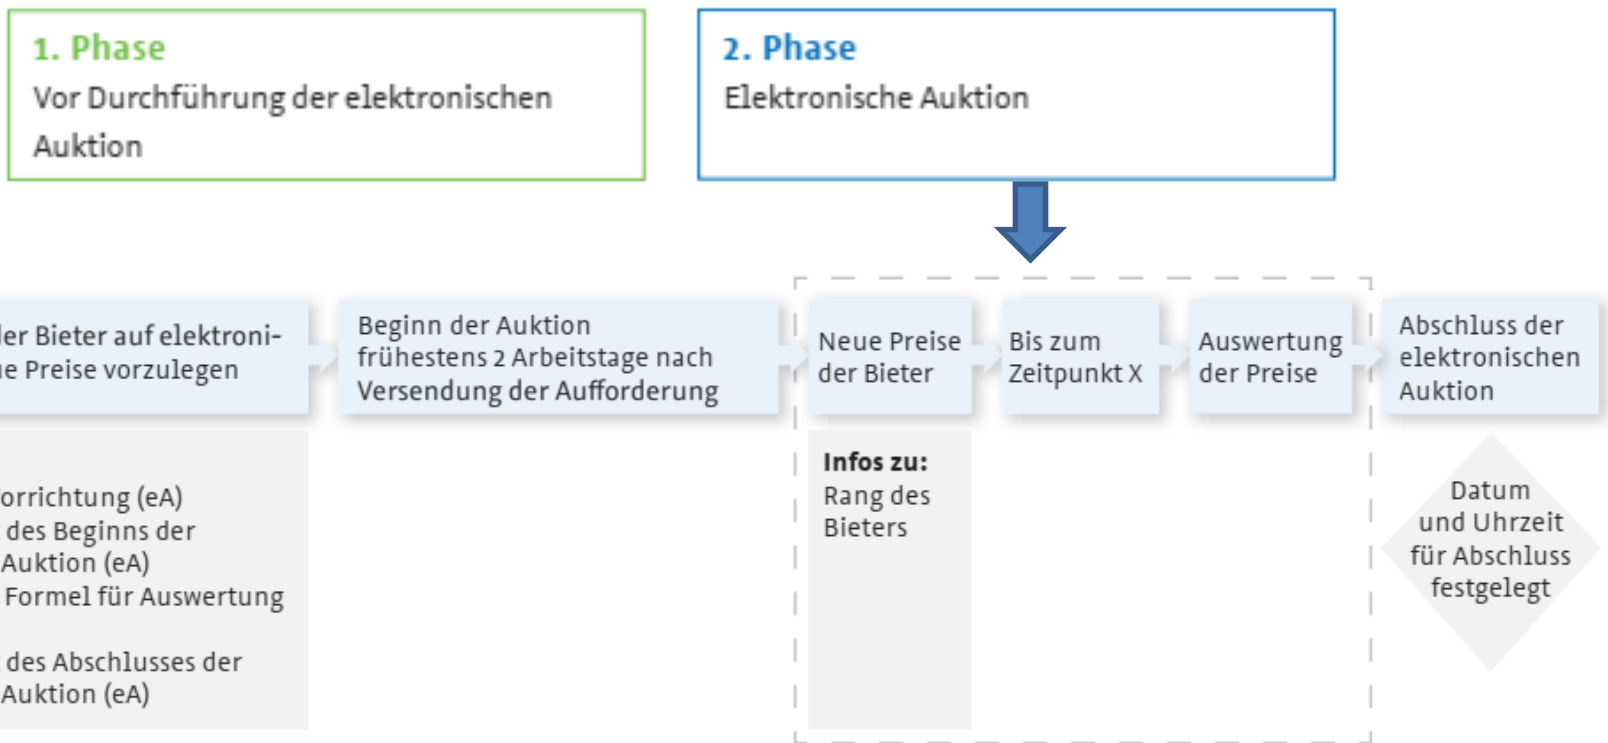 1. Phase
Vor Durchführung der elektronischen
Auktion
2. Phase
Elektronische Auktion
der Bieter auf elektroni-
Preise vorzulegen
Beginn der Auktion
frühestens 2 Arbeitstage nach
Versendung der Aufforderung
Neue Preise
der Bieter
Bis zum
Zeitpunkt X
Auswertung
der Preise
Abschluss der
elektronischen
Auktion
orrichtung (eA)
des Beginns der
Auktion (eA)
Formel für Auswertung
des Abschlusses der
Auktion (eA)
Infos zu:
Rang des
Bieters
Datum
und Uhrzeit
für Abschluss
festgelegt